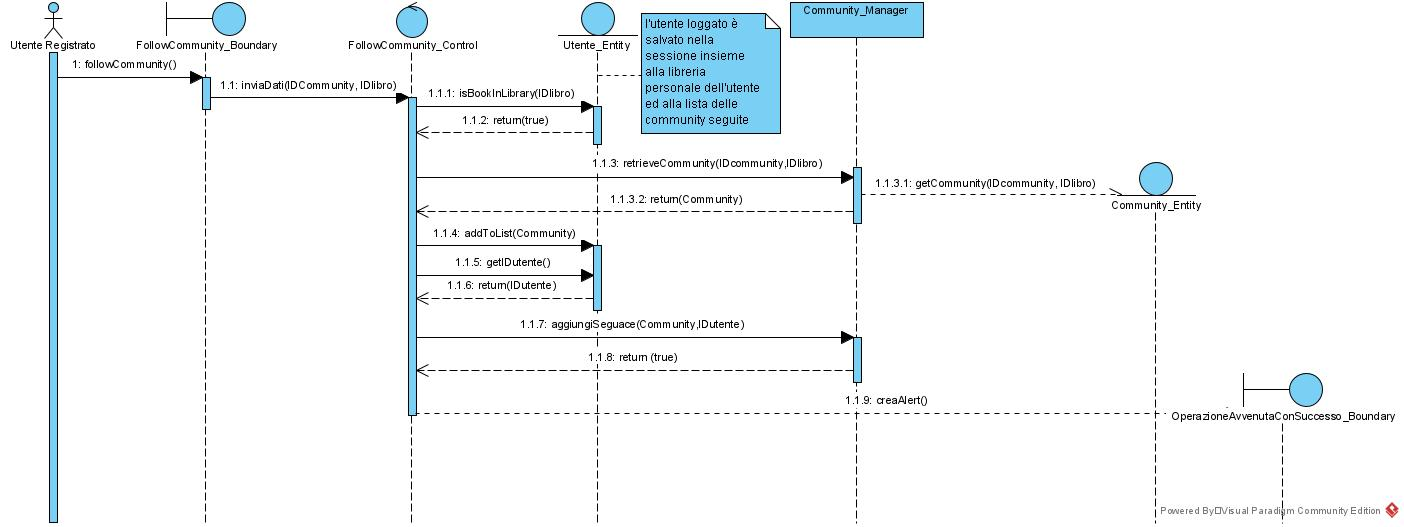 Utente Registrato
FollowCommunity_Boundary
FollowCommunity_Control
Utente_Entity
Community_Manager
l'utente loggato è
salvato nella
sessione insieme
alla libreria
personale dell'utente
ed alla lista delle
community seguite
1: followCommunity()
1.1: inviaDati(IDCommunity, IDlibro)
1.1.1: isBookInLibrary(IDlibro)
1.1.2: return(true)
1.1.3: retrieveCommunity(IDcommunity,IDlibro)
1.1.3.1: getCommunity(IDcommunity, IDlibro)
Community_Entity
1.1.3.2: return(Community)
1.1.4: addToList(Community)
1.1.5: getIDutente()
1.1.6: return(IDutente)
1.1.7: aggiungiSeguace(Community,IDutente)
1.1.8: return (true)
1.1.9: creaAlert()
OperazioneAvvenutaConSuccesso_Boundary
Powered By Visual Paradigm Community Edition